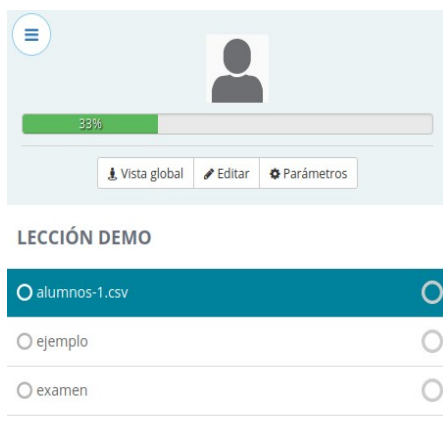 33%
Vista global Editar Parámetros
LECCIÓN DEMO
alumnos-1.csv
ejemplo
examen